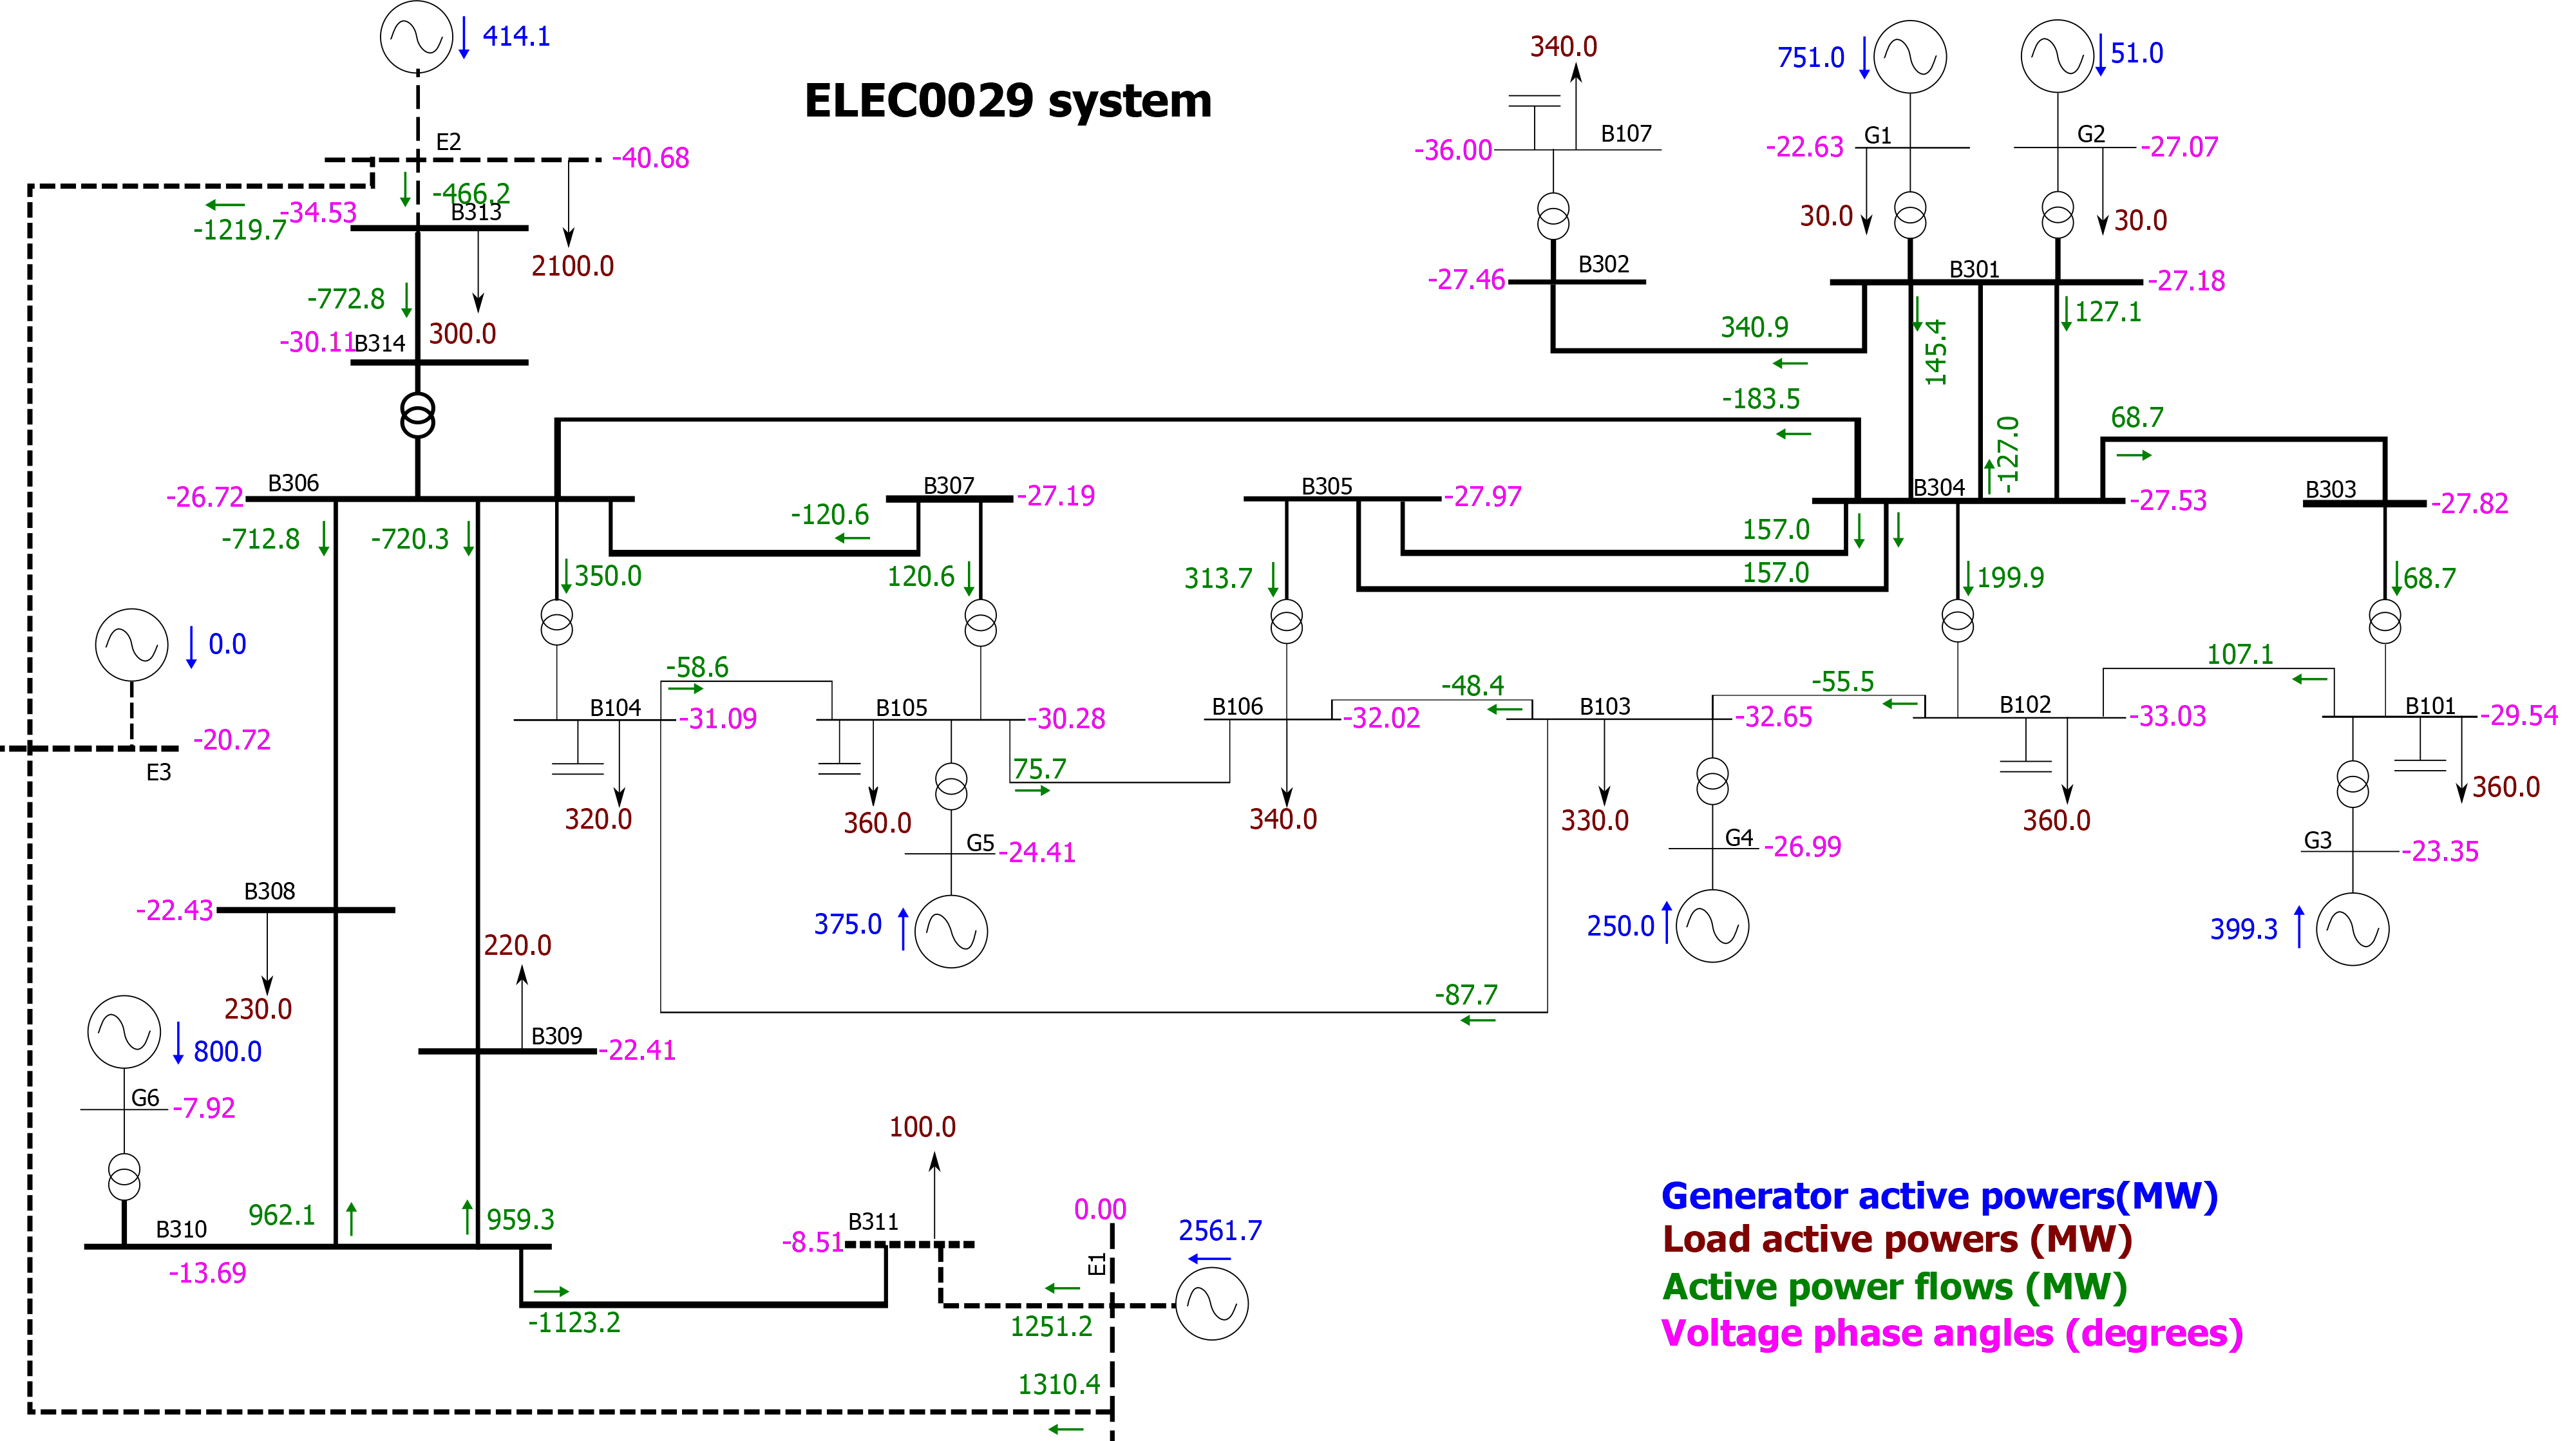 414.1
ELEC0029 system
340.0
751.0
51.0
E2
-40.68
-36.00
B107
-22.63
G1
G2
-27.07
-466.2
-34.53
B313
-1219.7
30.0
30.0
2100.0
-27.46
B302
B301
-27.18
-772.8
300.0
-30.11
B314
340.9
145.4
127.1
-183.5
68.7
-127.0
B306
-26.72
B307
-27.19
B305
-27.97
B304
-27.53
B303
-27.82
-712.8
-720.3
-120.6
157.0
350.0
120.6
313.7
157.0
199.9
68.7
0.0
-58.6
-48.4
-55.5
107.1
B104
-31.09
B105
-30.28
B106
-32.02
B103
-32.65
B102
-33.03
B101
-29.54
-20.72
E3
75.7
320.0
360.0
340.0
330.0
360.0
360.0
G5
-24.41
G4
-26.99
G3
-23.35
B308
-22.43
375.0
250.0
399.3
220.0
230.0
-87.7
B309
-22.41
800.0
G6
-7.92
100.0
962.1
959.3
B310
-13.69
B311
-8.51
0.00
E1
2561.7
-1123.2
1251.2
1310.4
Generator active powers(MW)
Load active powers (MW)
Active power flows (MW)
Voltage phase angles (degrees)